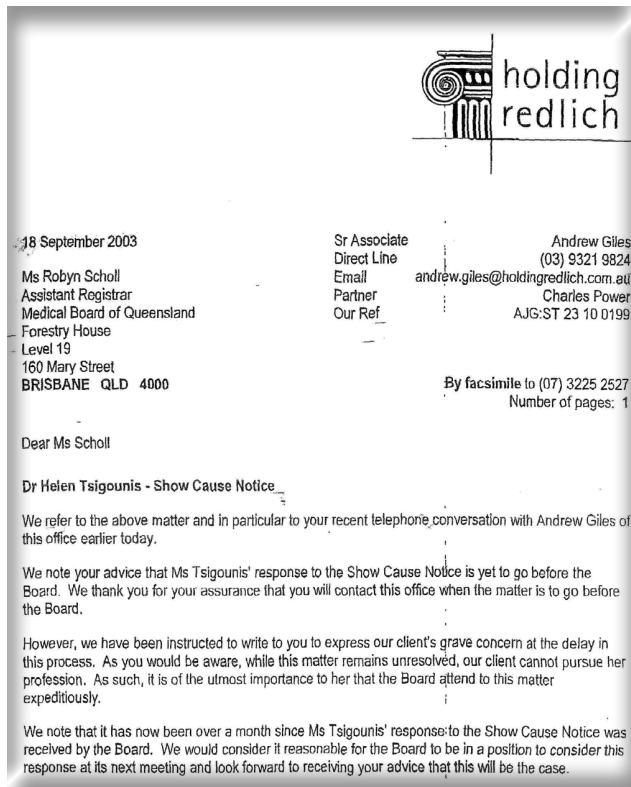 holding
redlich
18 September 2003
Ms Robyn Scholl
Assistant Registrar
Medical Board of Queensland
Forestry House
Level 19
160 Mary Street
BRISBANE QLD 4000
Sr Associate Andrew Giles
Direct Line (03) 9321 9824
Email andrew.giles@holdingredlich.com.au
Partner Charles Power
Our Ref AJG:ST 23 10 0199
By facsimile to (07) 3225 2527
Number of pages: 1
Dear Ms Scholl
Dr Helen Tsigounis - Show Cause Notice
We refer to the above matter and in particular to your recent telephone conversation with Andrew Giles of
this office earlier today.
We note your advice that Ms Tsigounis' response to the Show Cause Notice is yet to go before the
Board. We thank you for your assurance that you will contact this office when the matter is to go before
the Board.
However, we have been instructed to write to you to express our client's grave concern at the delay in
this process. As you would be aware, while this matter remains unresolved, our client cannot pursue her
profession. As such, it is of the utmost importance to her that the Board attend to this matter
expeditiously.
We note that it has now been over a month since Ms Tsigounis' response to the Show Cause Notice was
received by the Board. We would consider it reasonable for the Board to be in a position to consider this
response at its next meeting and look forward to receiving your advice that this will be the case.